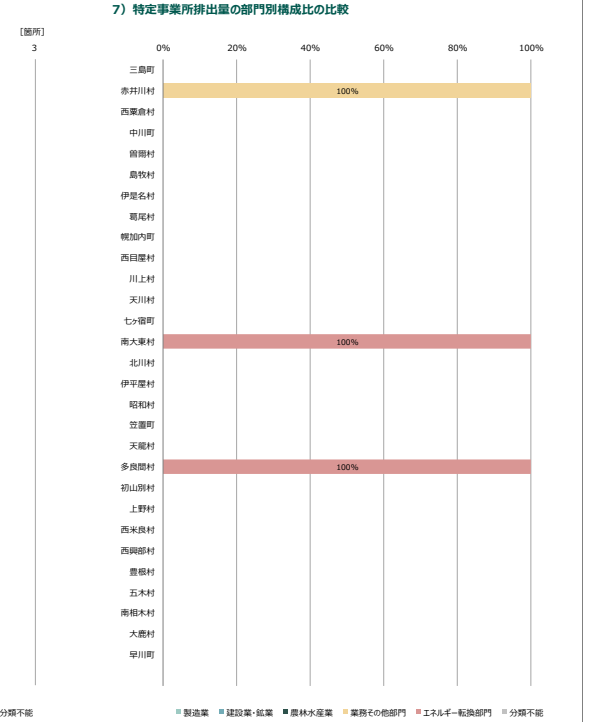 7）特定事業所排出量の部門別構成比の比較
[箇所]
3
0% 20% 40% 60% 80% 100%
三島町
赤井川村 100%
西粟倉村
中川町
曽爾村
島牧村
伊是名村
葛尾村
幌加内町
西目屋村
川上村
天川村
七ヶ宿町
南大東村 100%
北川村
伊平屋村
昭和村
笠置町
天龍村
多良間村 100%
初山別村
上野村
西米良村
西興部村
豊根村
五木村
南相木村
大鹿村
早川町
分類不能
製造業 建設業・鉱業 農林水産業 業務その他部門 エネルギー転換部門 分類不能